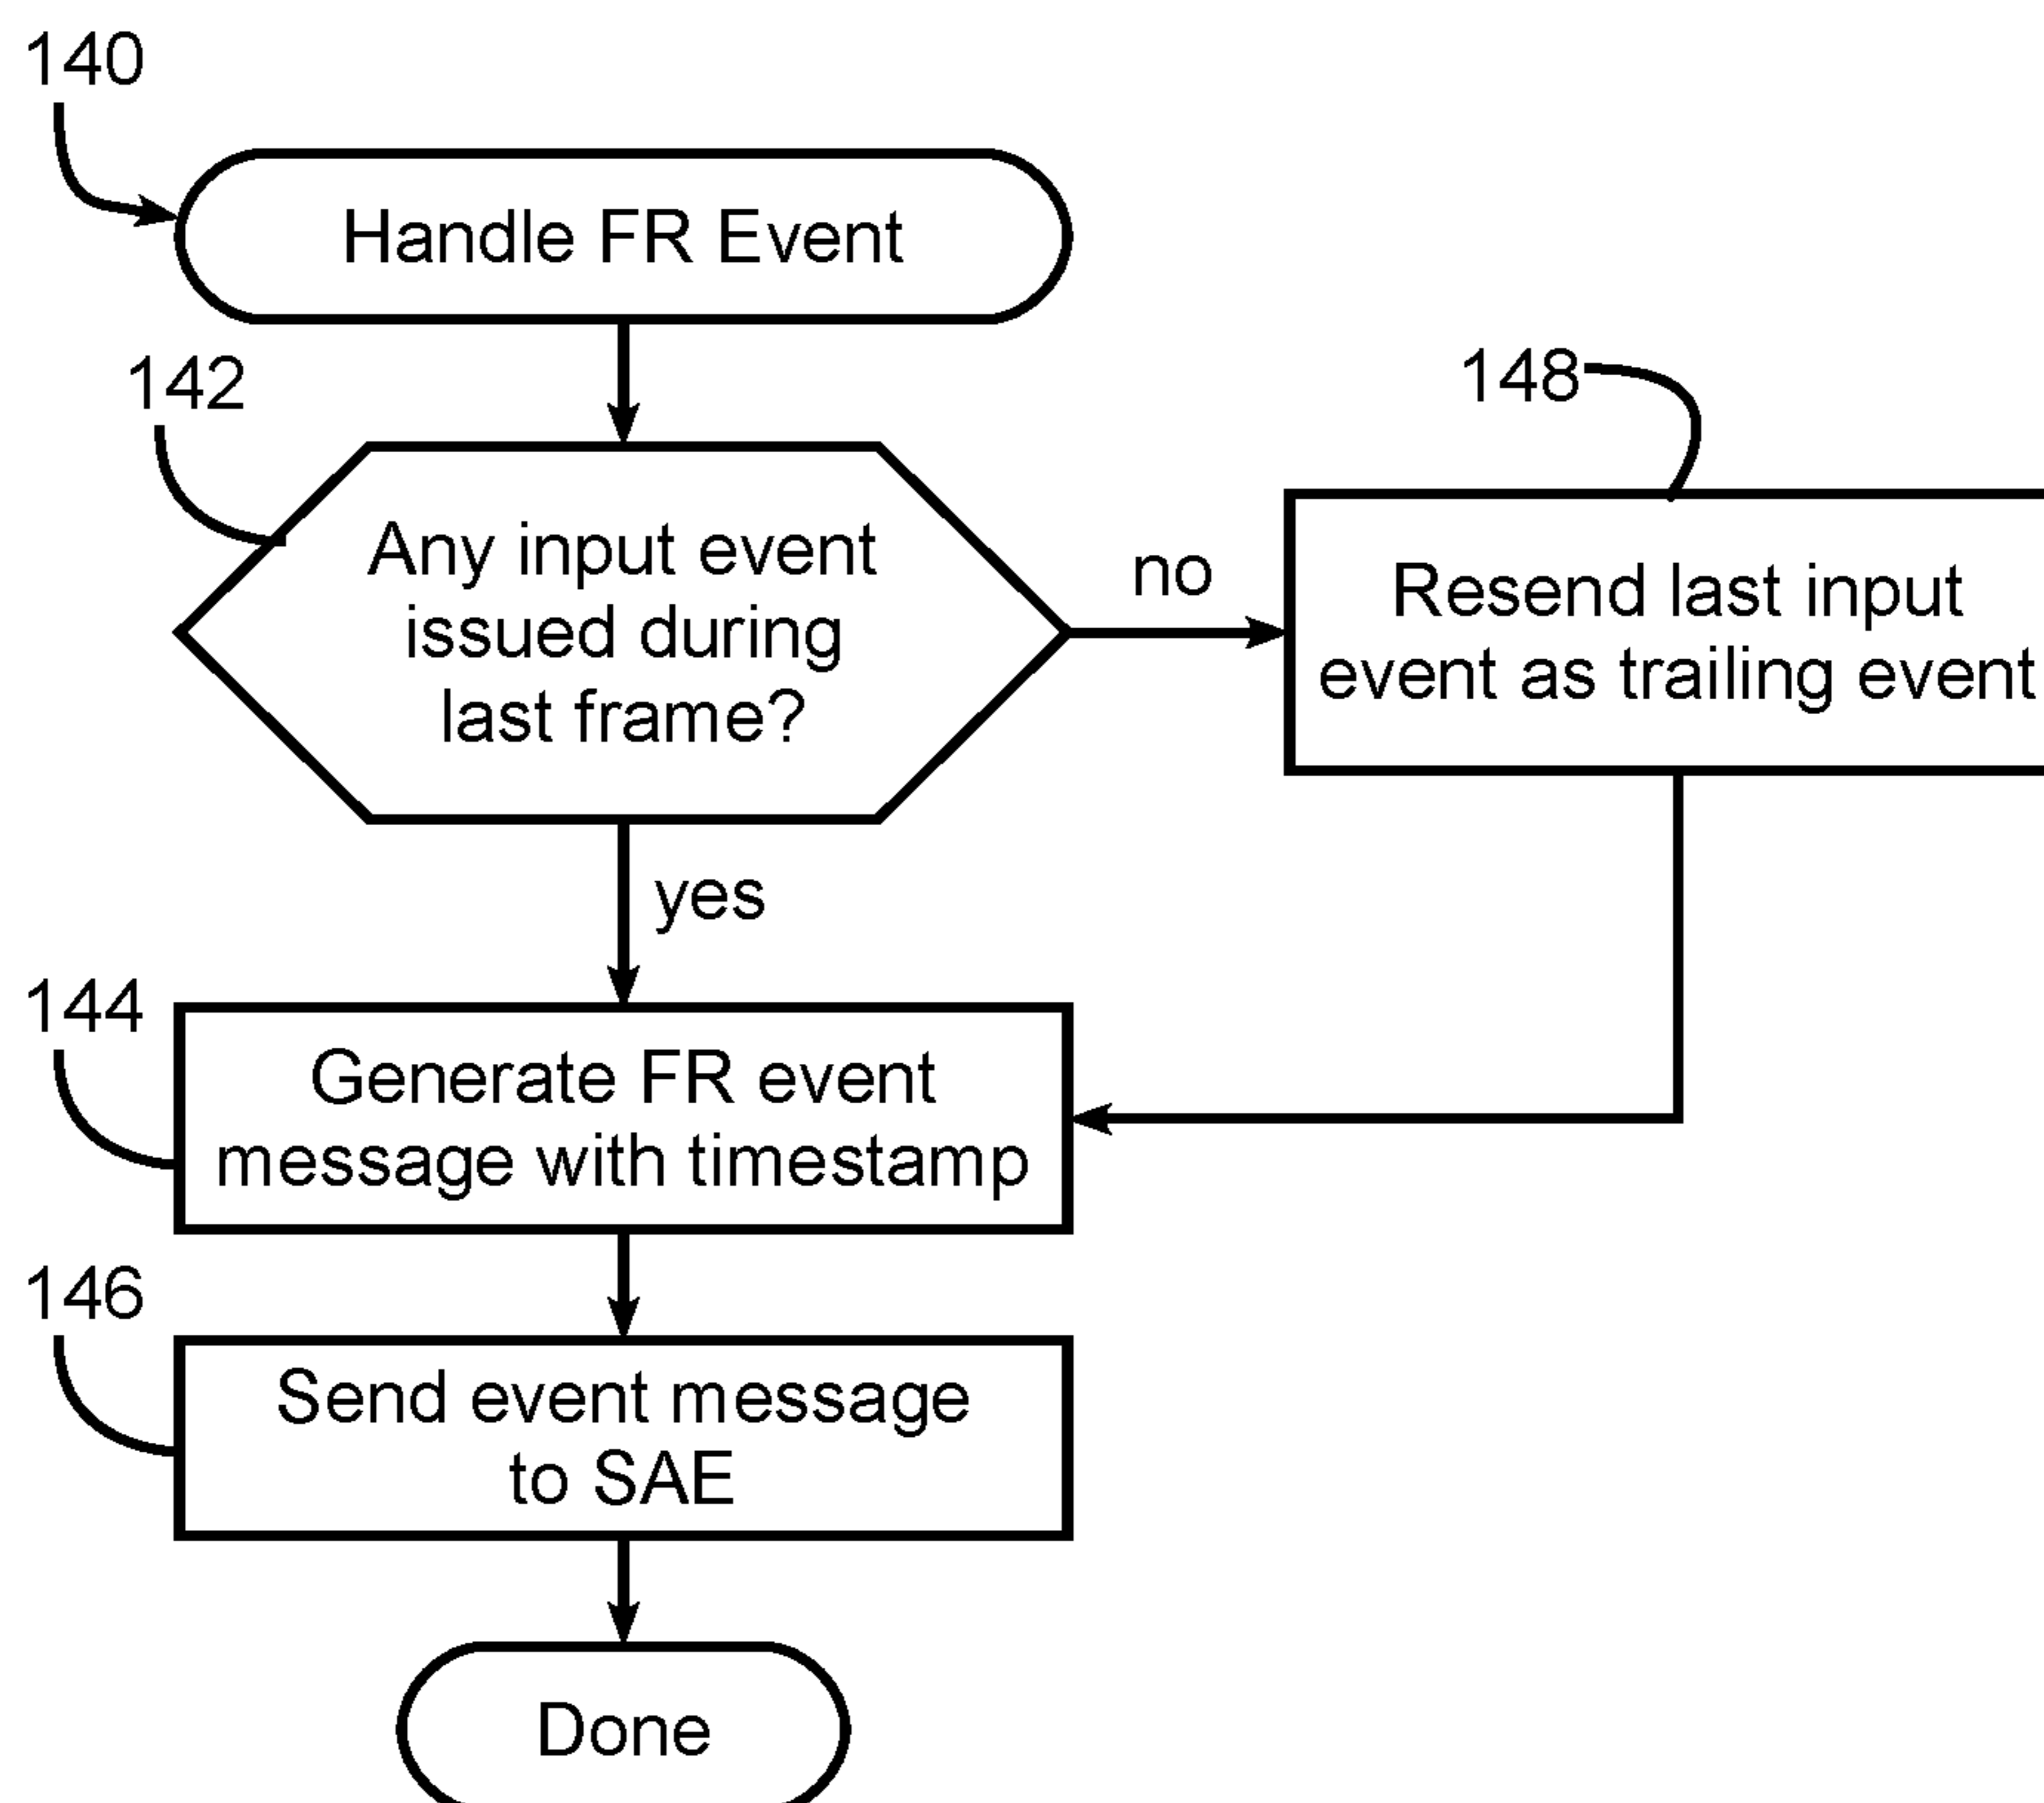 140
Handle FR Event
142
Any input event
issued during
last frame?
no
148
Resend last input
event as trailing event
yes
144
Generate FR event
message with timestamp
146
Send event message
to SAE
Done